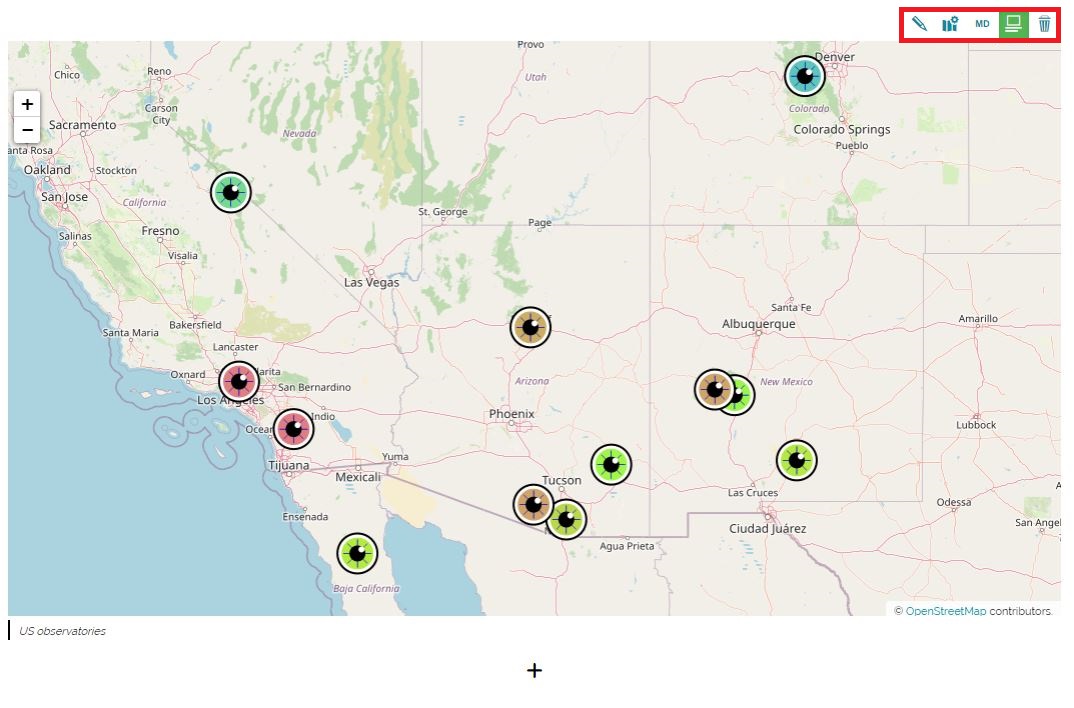 MD
Provo
Denver
Chico
Reno
Utah
+
Carson
City
Colorado
Sacramento
Colorado Springs
−
Nevada
Pueblo
anta Rosa
Oakland
Stockton
San Jose
California
St. George
Page
Salinas
Fresno
Visalia
Las Vegas
Santa Fe
Bakersfield
Albuquerque
Amarillo
Santa Maria
Lancaster
Oxnard
larita
Arizona
New Mexico
San Bernardino
Los Angeles
Phoenix
Indio
Lubbock
Ocean
Yuma
Tijuana
Mexicali
Tucson
Las Cruces
Odessa
Ensenada
San Angel
Ciudad Juárez
Agua Prieta
Baja California
© OpenStreetMap contributors.
US observatories
+